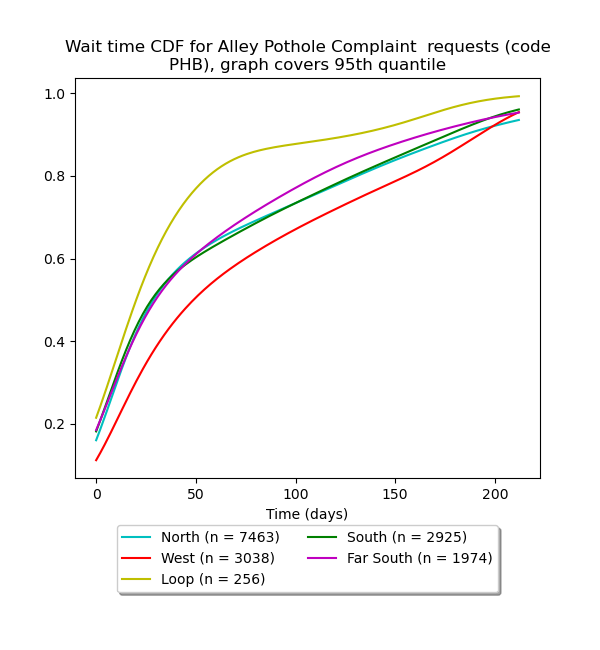 Wait time CDF for Alley Pothole Complaint  requests (code
PHB), graph covers 95th quantile
1.0
0.8
0.6
0.4
0.2
0 50 100 150 200
Time (days)
North (n = 7463) South (n = 2925)
West (n = 3038) Far South (n = 1974)
Loop (n = 256)